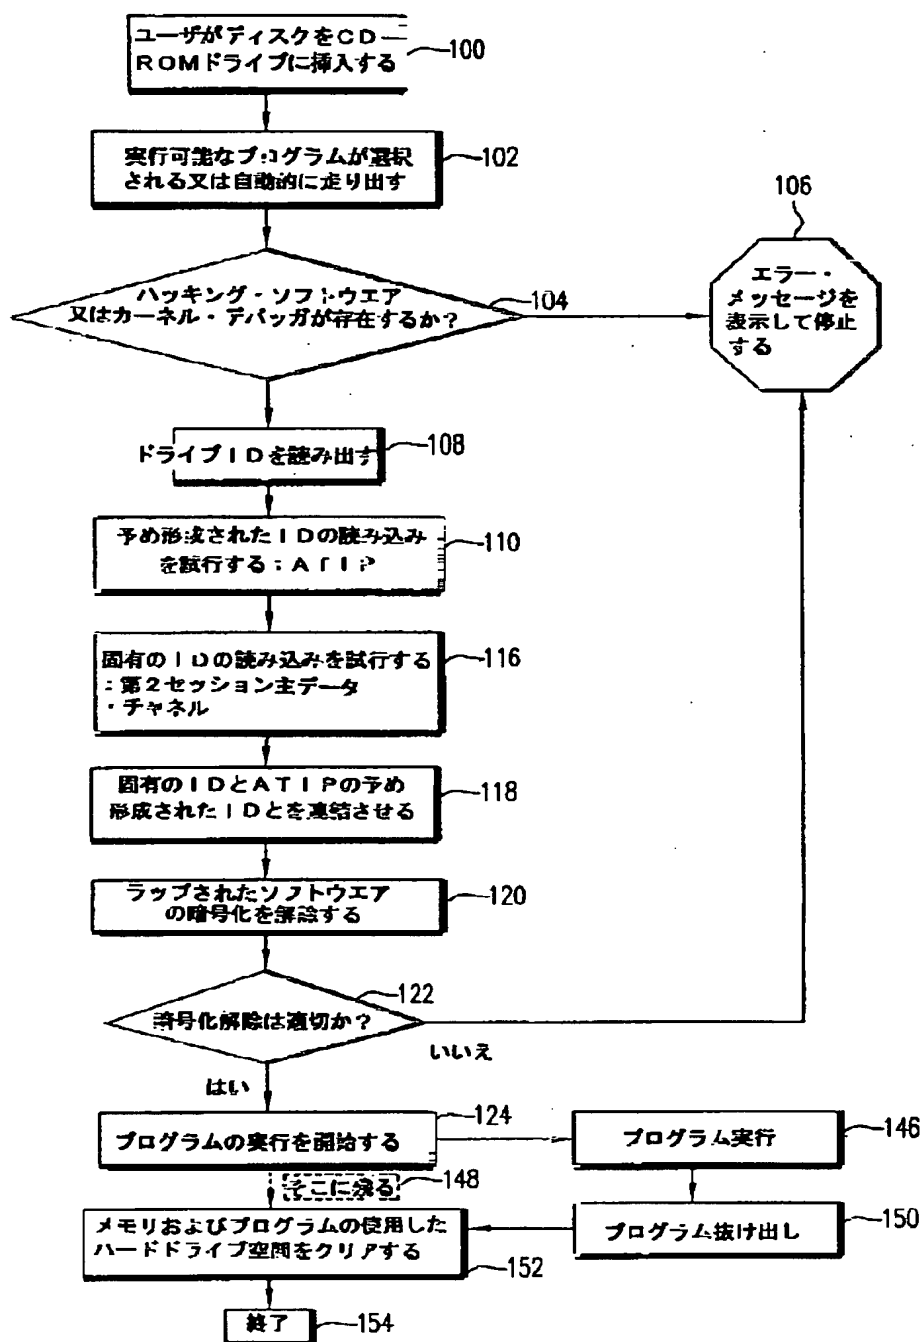 ユーザがディスクをCD－
ROMドライブに挿入する
100
実行可能なプログラムが選択
される又は自動的に走り出す
102
ハッキング・ソフトウエア
又はカーネル・デバッガが存在するか？
104
106
エラー・
メッセージを
表示して停止
する
ドライブIDを読み出す
108
予め形成されたIDの読み込み
を試行する：ATIP
110
固有のIDの読み込みを試行する
：第2セッション主データ
・チャネル
116
固有のIDとATIPの予め
形成されたIDとを連結させる
118
ラップされたソフトウエア
の暗号化を解除する
120
暗号化解除は適切か？
122
いいえ
はい
プログラムの実行を開始する
124
プログラム実行
146
そこに残る
148
プログラム抜け出し
150
メモリおよびプログラムの使用した
ハードドライブ空間をクリアする
152
終了
154